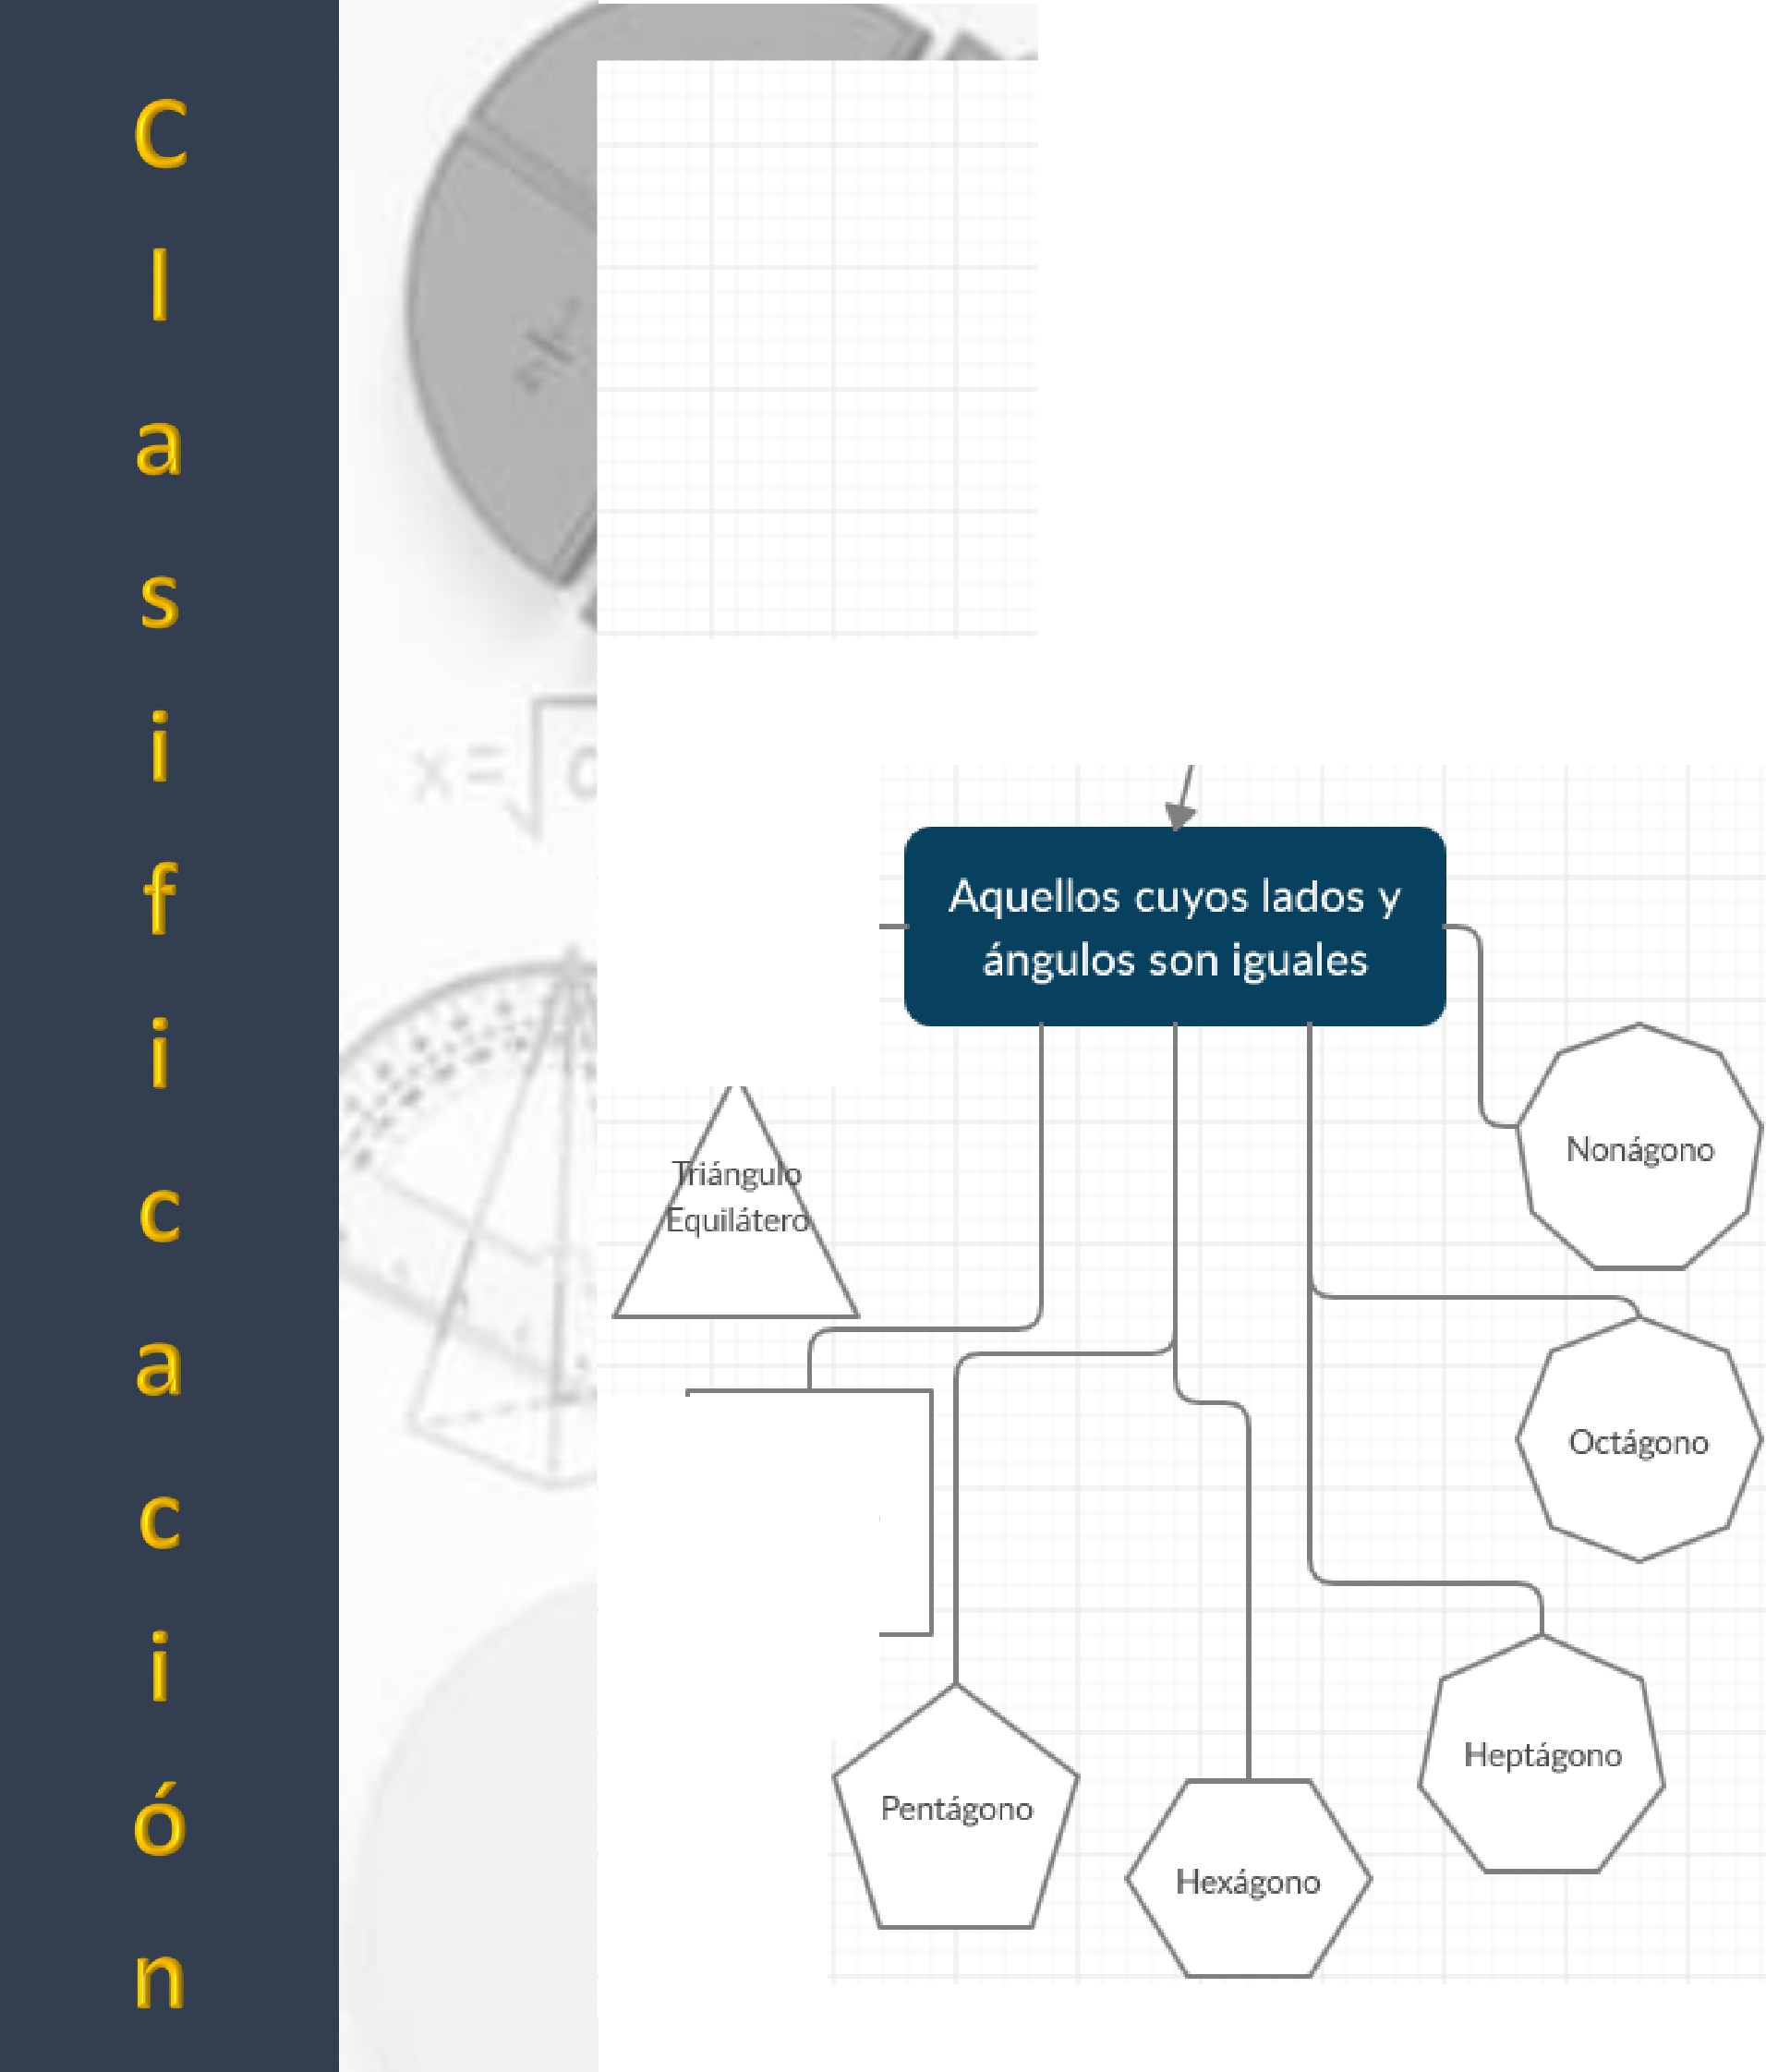 Clasificación
Aquellos cuyos lados y
ángulos son iguales
Nonágono
Triángulo
Equilátero
Octágono
Heptágono
Pentágono
Hexágono
x =